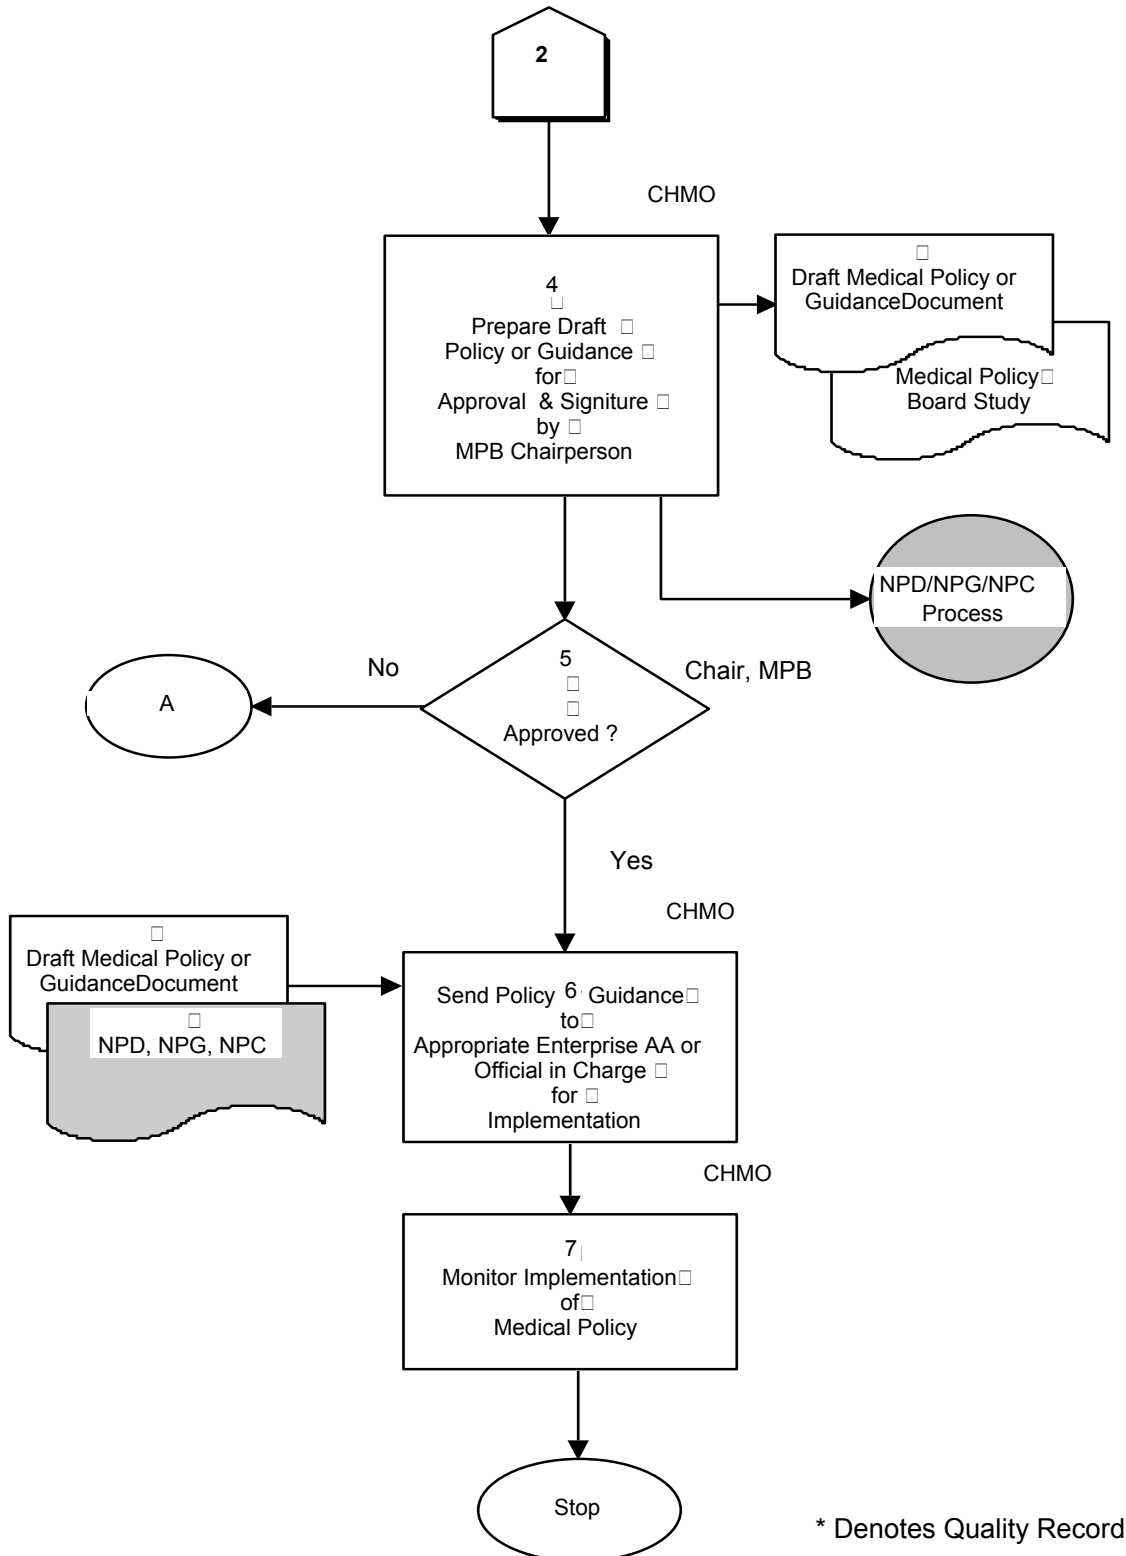 2
CHMO
4
Prepare Draft
Policy or Guidance
for
Approval & Signiture
by
MPB Chairperson
Draft Medical Policy or
GuidanceDocument
Medical Policy
Board Study
NPD/NPG/NPC
Process
5
Approved ?
No
Chair, MPB
A
Yes
CHMO
Draft Medical Policy or
GuidanceDocument
NPD, NPG, NPC
Send Policy 6 Guidance
to
Appropriate Enterprise AA or
Official in Charge
for
Implementation
CHMO
7
Monitor Implementation
of
Medical Policy
Stop
* Denotes Quality Record